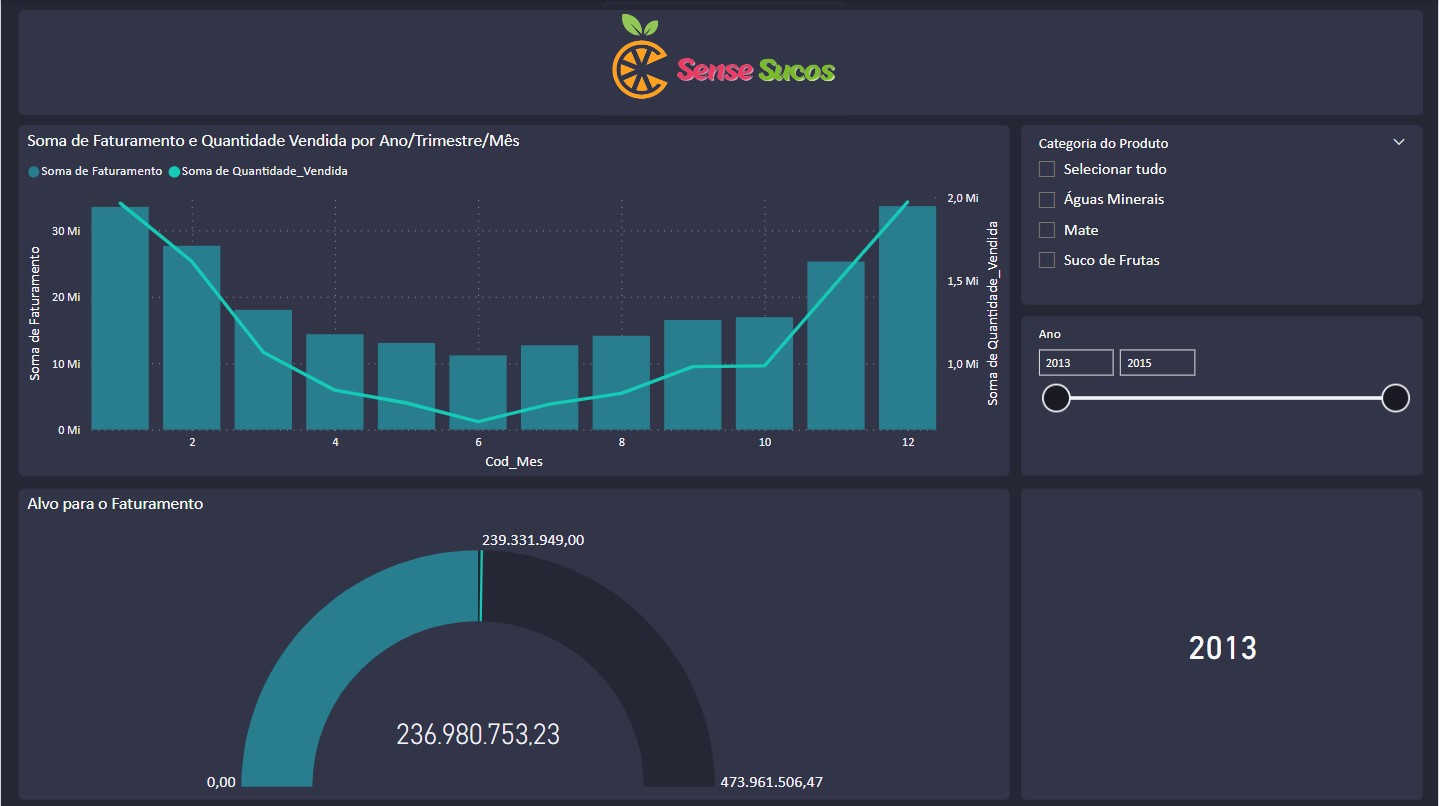 Sense Sucos
Soma de Faturamento e Quantidade Vendida por Ano/Trimestre/Mês
Soma de Faturamento Soma de Quantidade_Vendida
Soma de Faturamento
30 Mi
20 Mi
10 Mi
0 Mi
2,0 Mi
1,5 Mi
1,0 Mi
Soma de Quantidade_Vendida
2 4 6 8 10 12
Cod_Mes
Categoria do Produto
Selecionar tudo
Águas Minerais
Mate
Suco de Frutas
Ano
2013 2015
Alvo para o Faturamento
239.331.949,00
236.980.753,23
0,00 473.961.506,47
2013